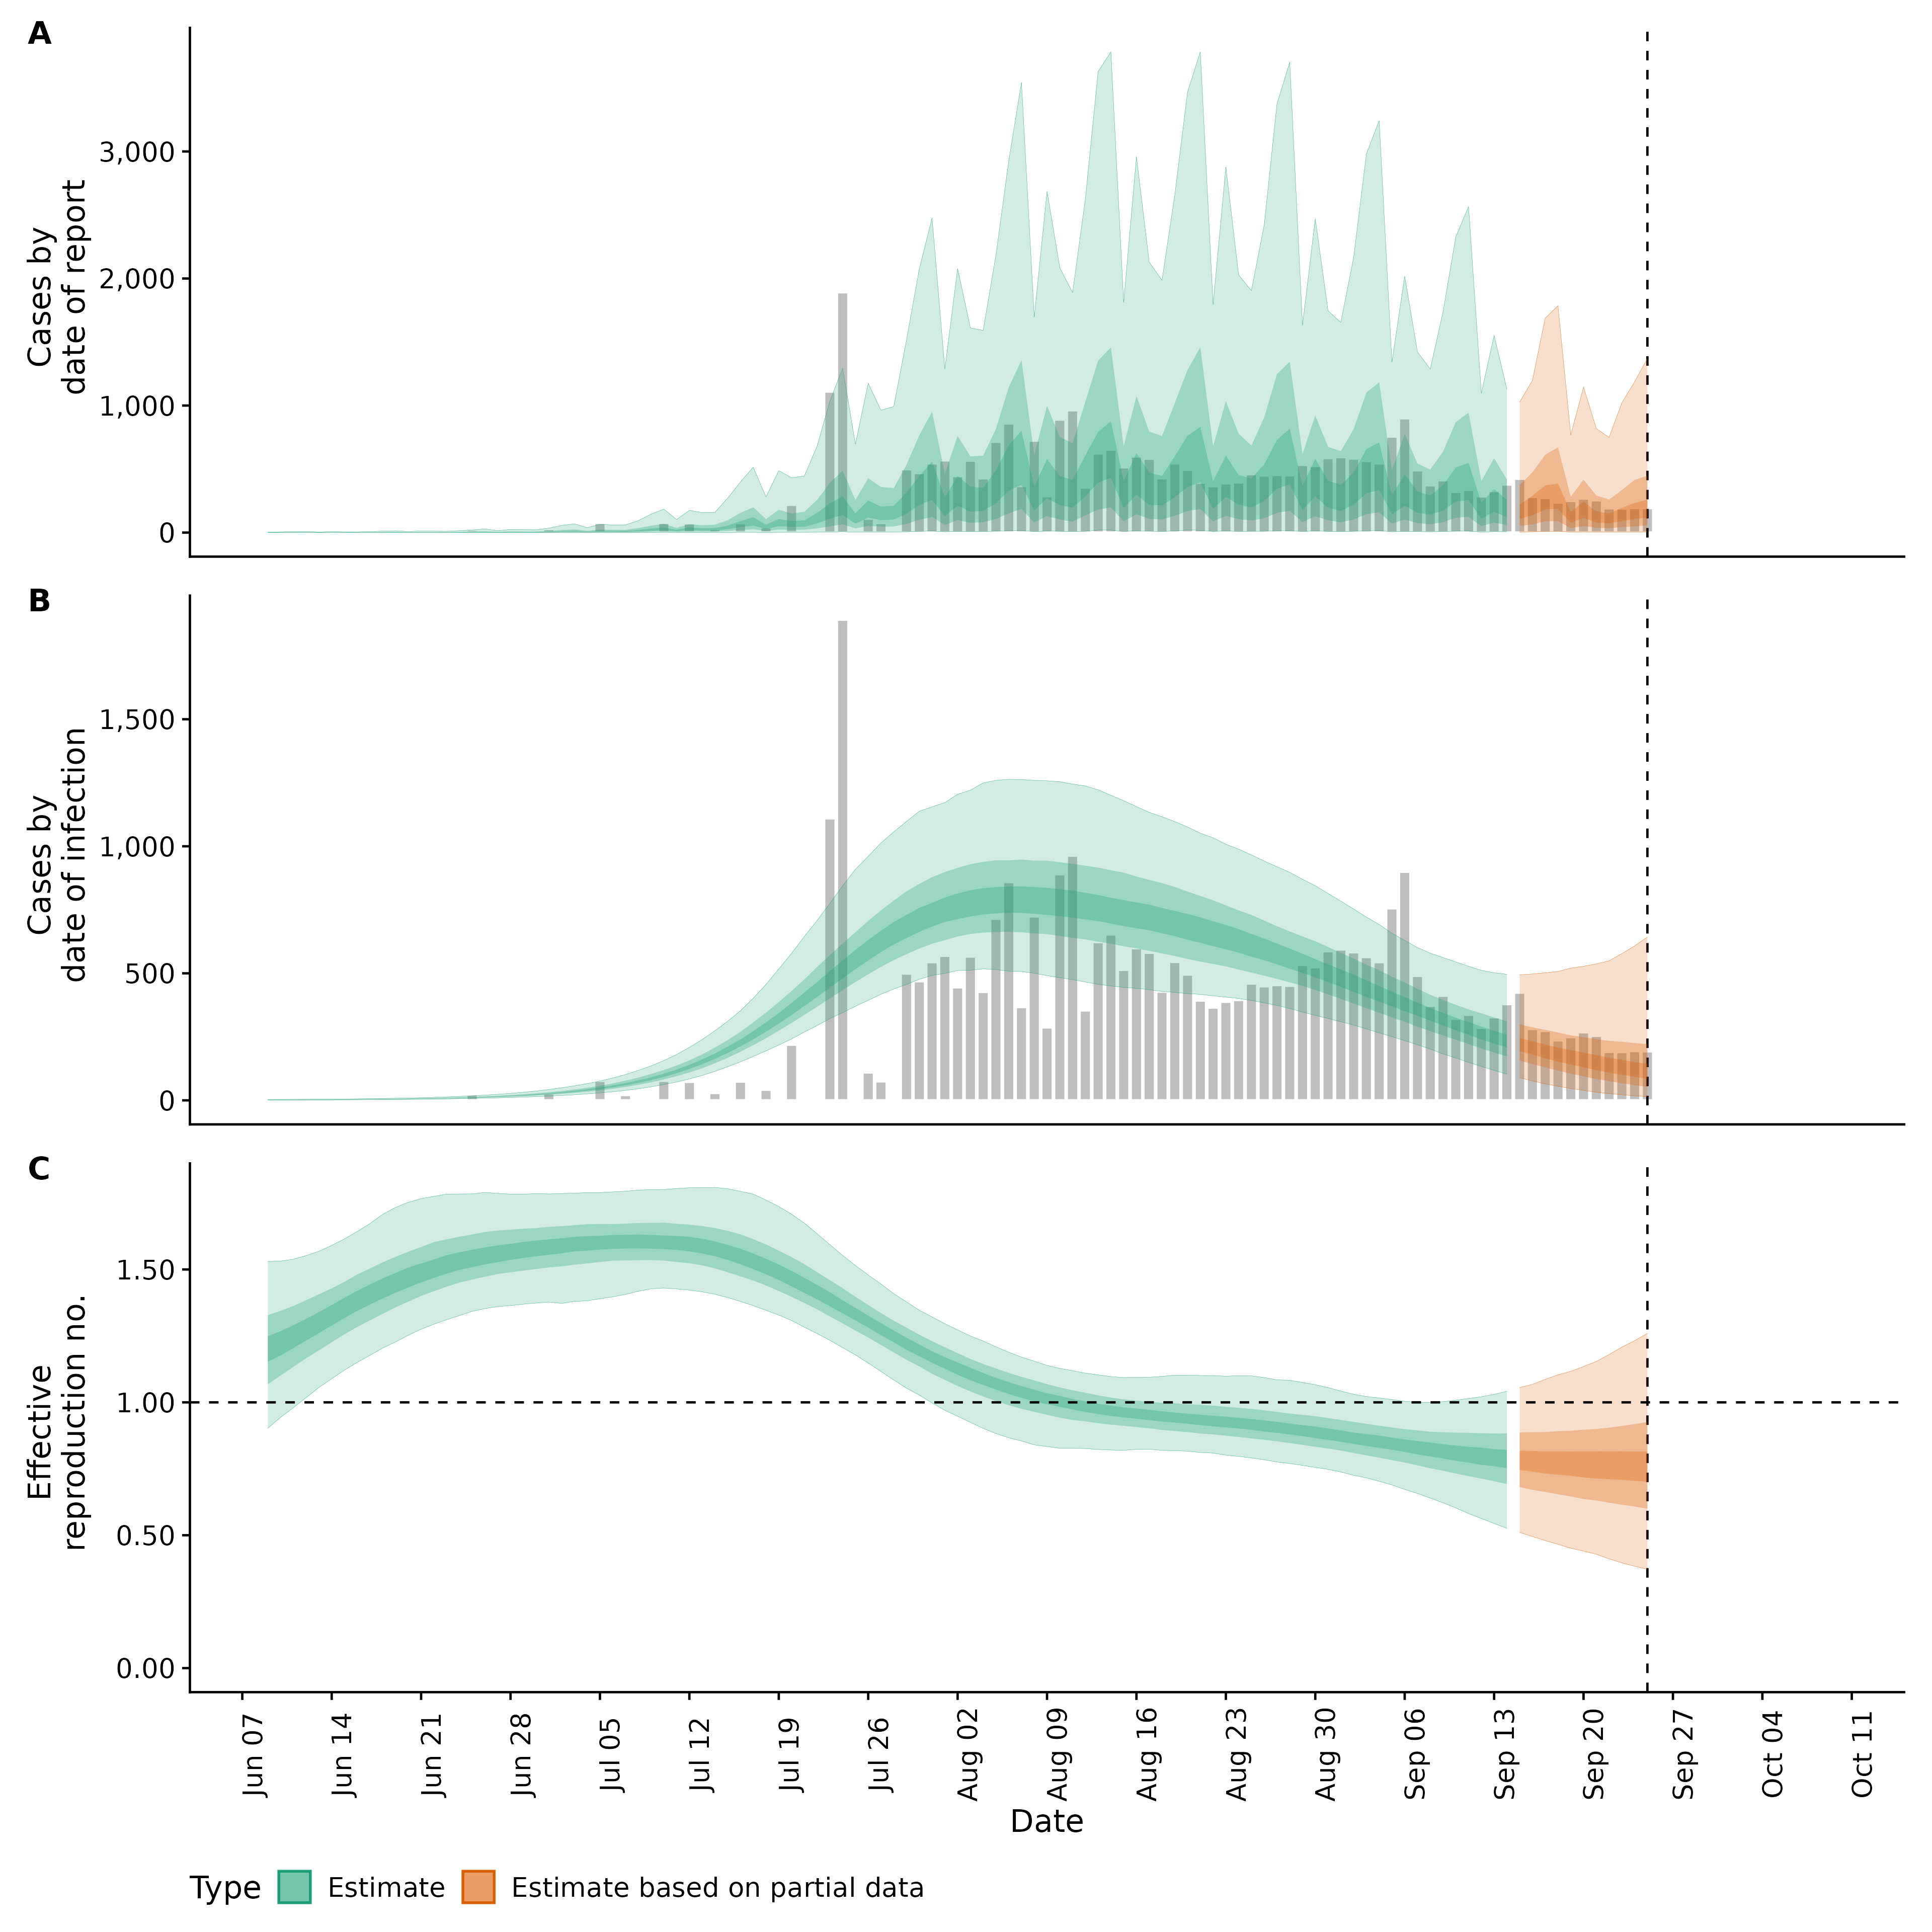 A
Cases by
date of report
3,000
2,000
1,000
0
B
Cases by
date of infection
1,500
1,000
500
0
C
Effective
reproduction no.
1.50
1.00
0.50
0.00
Jun 07
Jun 14
Jun 21
Jun 28
Jul 05
Jul 12
Jul 19
Jul 26
Aug 02
Aug 09
Aug 16
Aug 23
Aug 30
Sep 06
Sep 13
Sep 20
Sep 27
Oct 04
Oct 11
Date
Type Estimate Estimate based on partial data